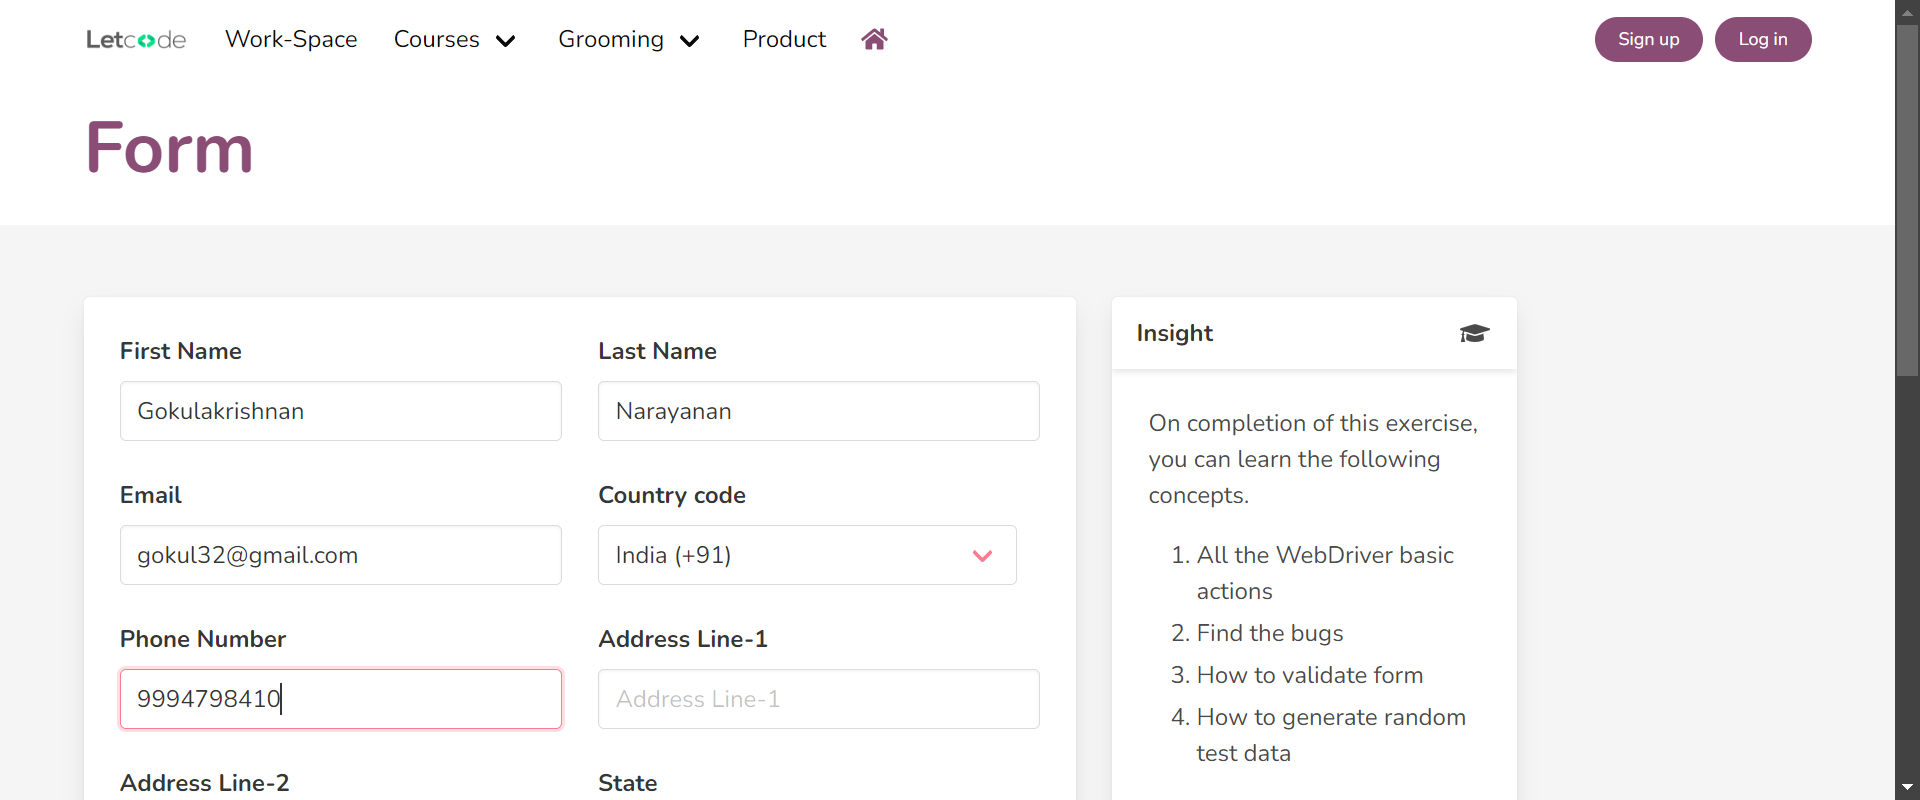 Letcode Work-Space Courses Grooming Product Sign up Log in
Form
First Name Last Name
Gokulakrishnan Narayanan
Email Country code
gokul32@gmail.com India (+91)
Phone Number Address Line-1
9994798410 Address Line-1
Address Line-2 State
Insight
On completion of this exercise,
you can learn the following
concepts.
1. All the WebDriver basic
actions
2. Find the bugs
3. How to validate form
4. How to generate random
test data